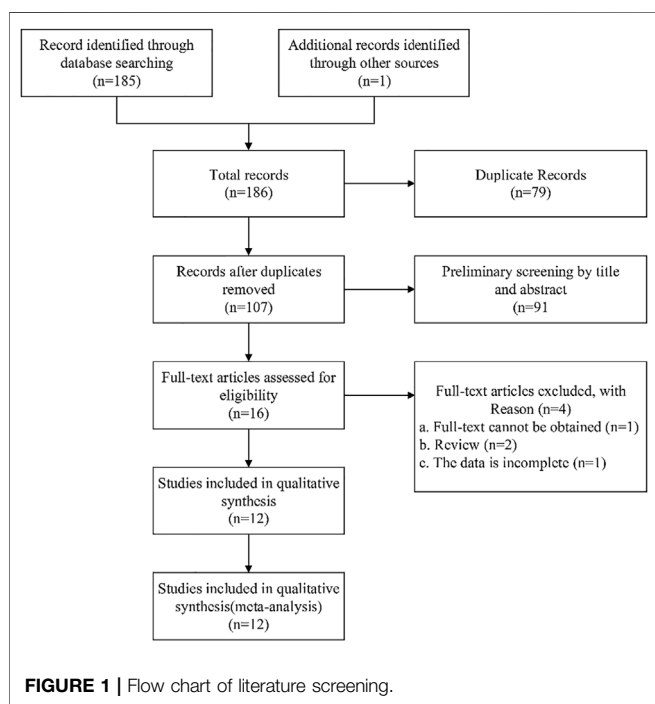 Record identified through
database searching
(n=185)
Additional records identified
through other sources
(n=1)
Total records
(n=186)
Duplicate Records
(n=79)
Records after duplicates
removed
(n=107)
Preliminary screening by title
and abstract
(n=91
Full-text articles assessed for
eligibility
(n=16)
Full-text articles excluded, with
Reason (n=4)
a. Full-text cannot be obtained (n=1)
b. Review (n=2)
c. The data is incomplete (n=1)
Studies included in qualitative
synthesis
(n=12)
Studies included in qualitative
synthesis(meta-analysis)
(n=12)
FIGURE 1 | Flow chart of literature screening.